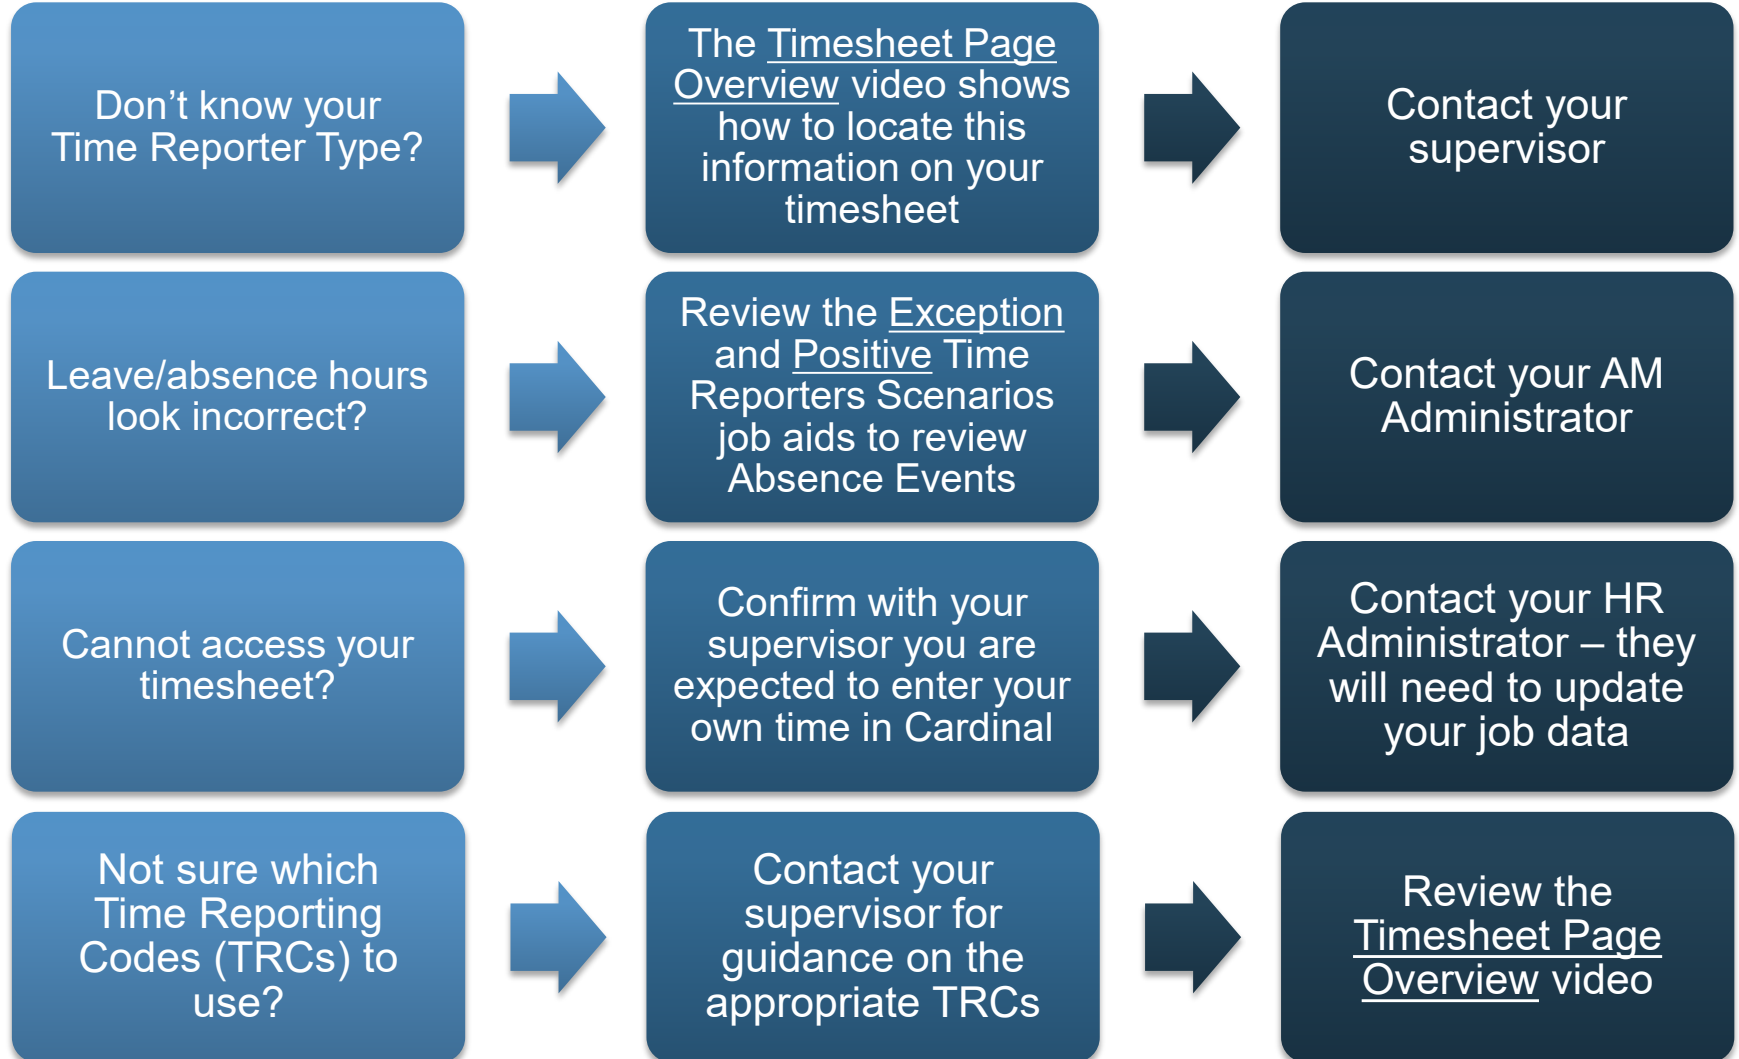 Don’t know your
Time Reporter Type?
The Timesheet Page
Overview video shows
how to locate this
information on your
timesheet
Contact your
supervisor
Leave/absence hours
look incorrect?
Review the Exception
and Positive Time
Reporters Scenarios
job aids to review
Absence Events
Contact your AM
Administrator
Cannot access your
timesheet?
Confirm with your
supervisor you are
expected to enter your
own time in Cardinal
Contact your HR
Administrator – they
will need to update
your job data
Not sure which
Time Reporting
Codes (TRCs) to
use?
Contact your
supervisor for
guidance on the
appropriate TRCs
Review the
Timesheet Page
Overview video